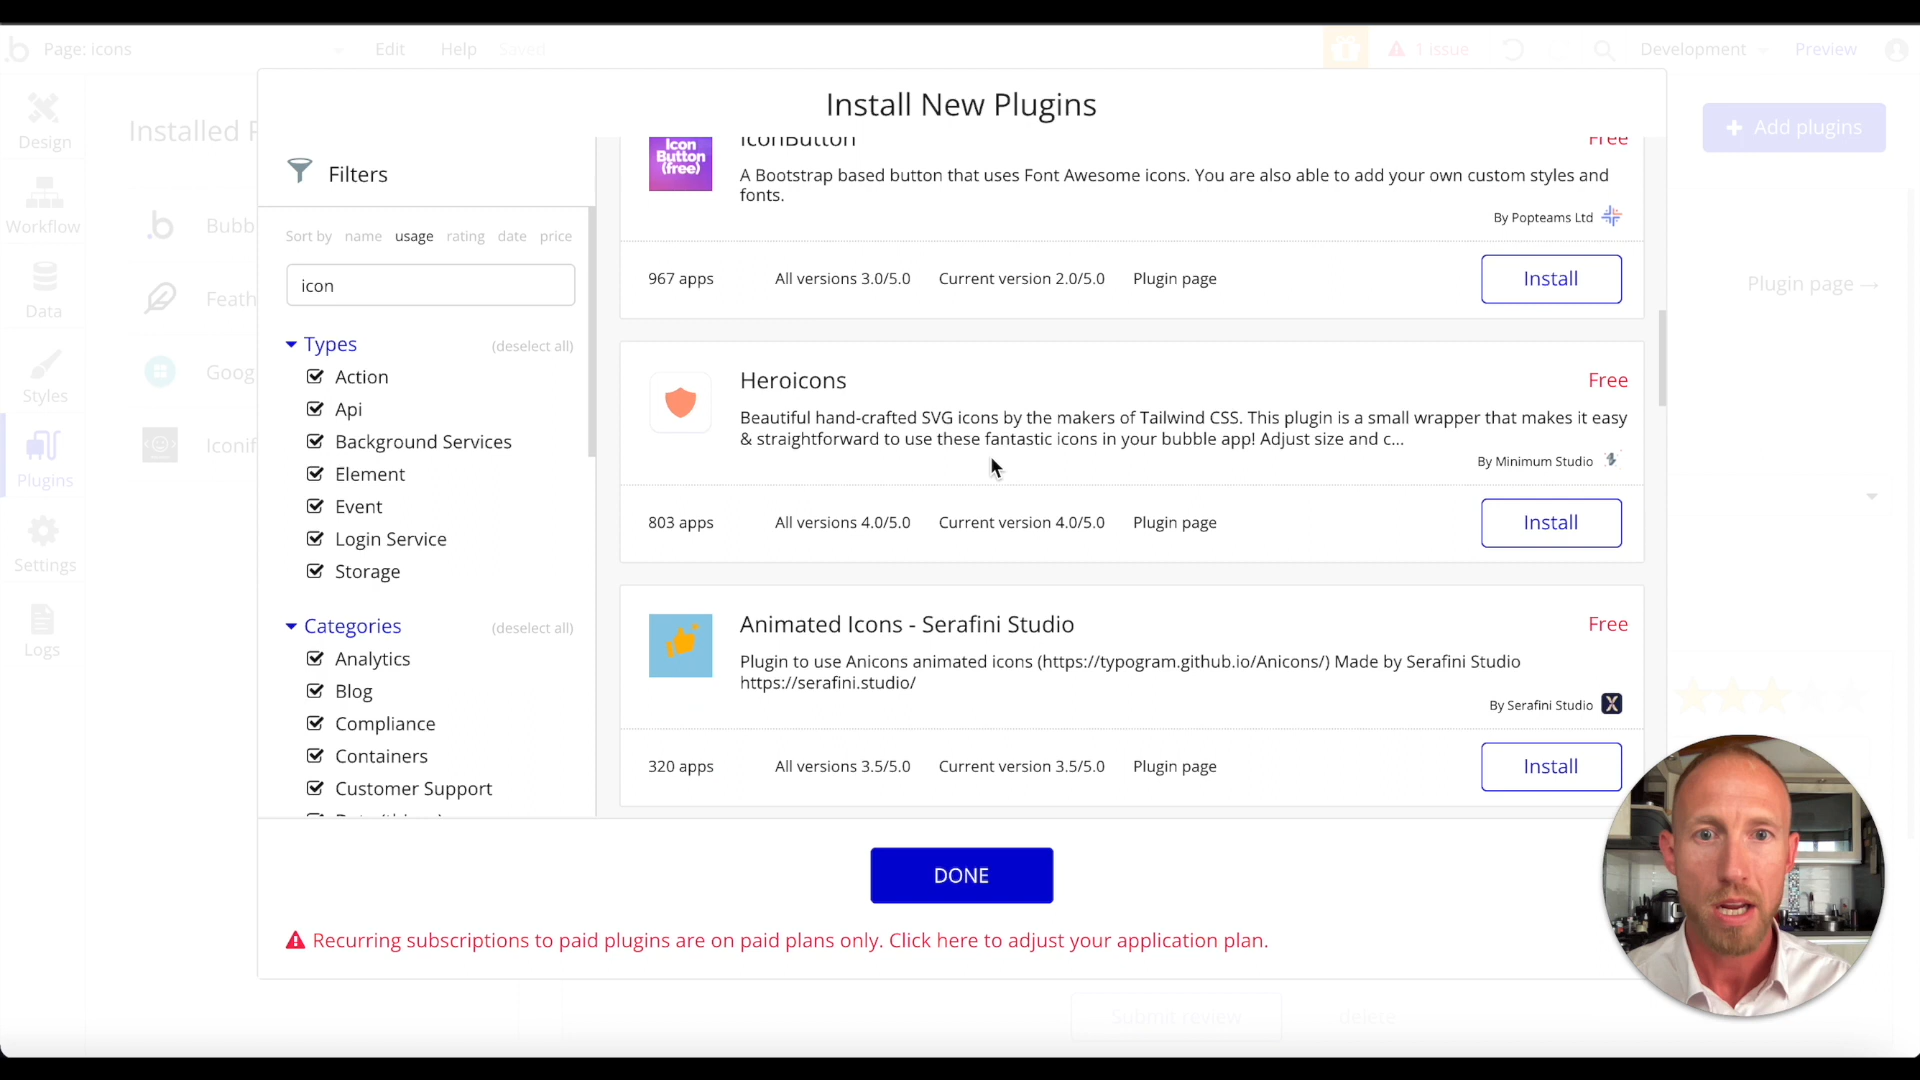 Page: icons
Edit
Help
Saved
1 issue
Development
Preview
Install New Plugins
Design
Workflow
Data
Styles
Plugins
Settings
Logs
Installed P
Bubb
Feath
Goog
Iconif
+ Add plugins
Plugin page →
Filters
Sort by name usage rating date price
icon
Types (deselect all)
Action
Api
Background Services
Element
Event
Login Service
Storage
Categories (deselect all)
Analytics
Blog
Compliance
Containers
Customer Support
Icon
Button
(free)
IconButton
Free
A Bootstrap based button that uses Font Awesome icons. You are also able to add your own custom styles and
fonts.
By Popteams Ltd
967 apps All versions 3.0/5.0 Current version 2.0/5.0 Plugin page Install
Heroicons
Free
Beautiful hand-crafted SVG icons by the makers of Tailwind CSS. This plugin is a small wrapper that makes it easy
& straightforward to use these fantastic icons in your bubble app! Adjust size and c...
By Minimum Studio
803 apps All versions 4.0/5.0 Current version 4.0/5.0 Plugin page Install
Animated Icons - Serafini Studio
Free
Plugin to use Anicons animated icons (https://typogram.github.io/Anicons/) Made by Serafini Studio
https://serafini.studio/
By Serafini Studio
320 apps All versions 3.5/5.0 Current version 3.5/5.0 Plugin page Install
DONE
Recurring subscriptions to paid plugins are on paid plans only. Click here to adjust your application plan.
Submit review
delete